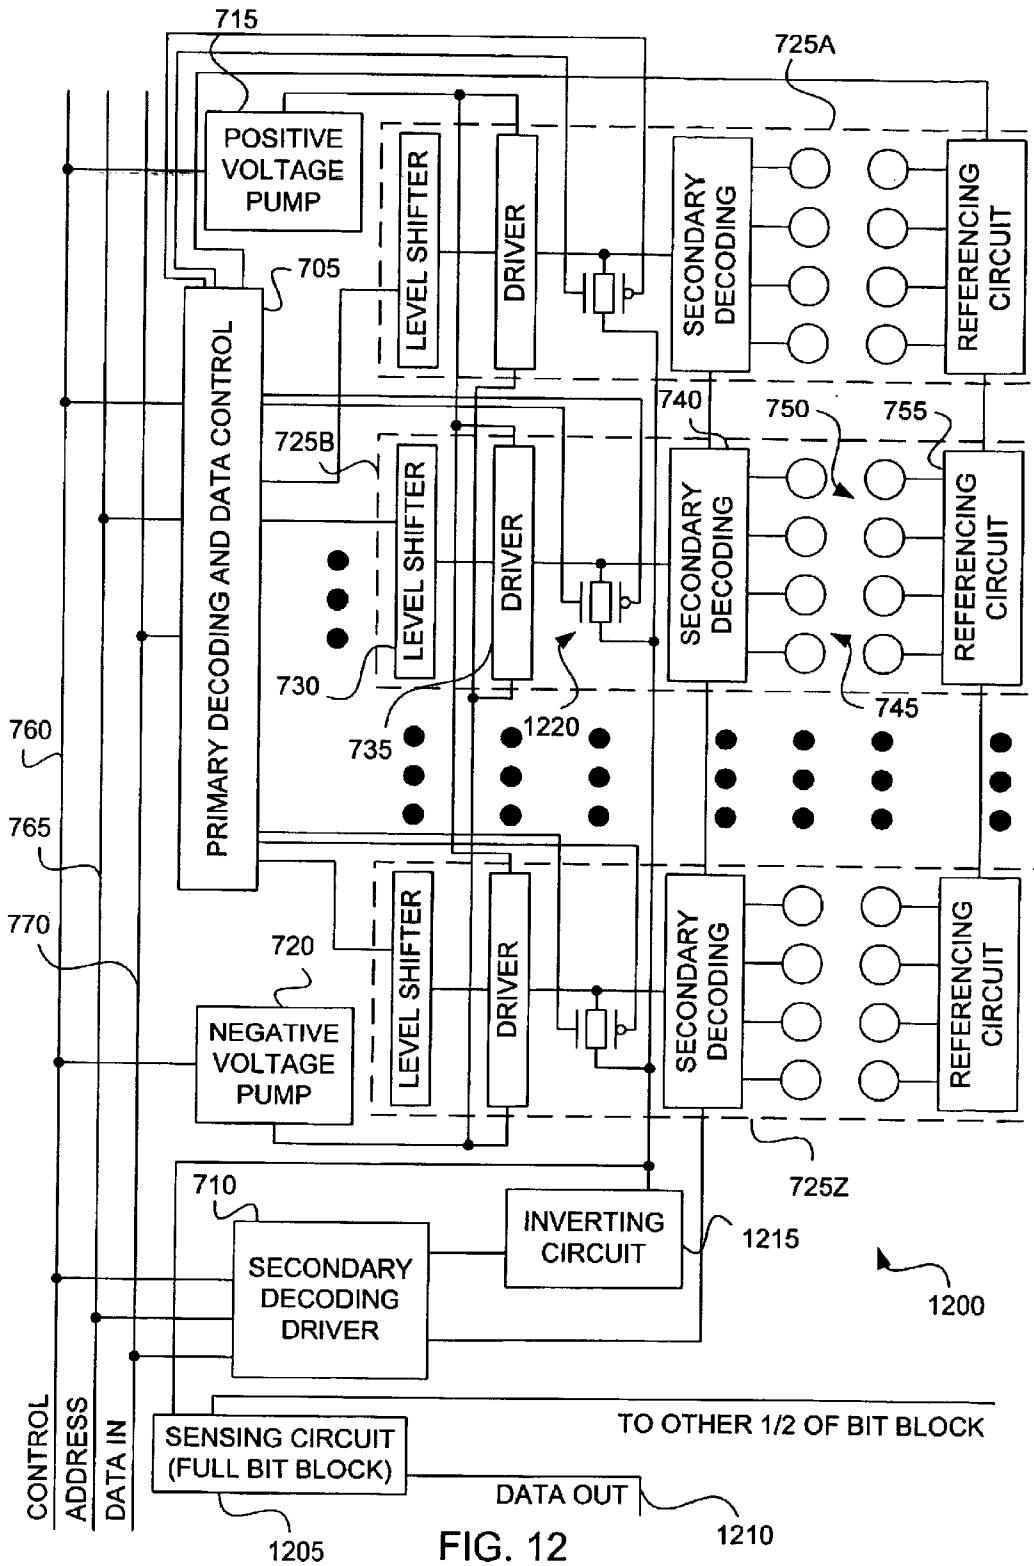 715
725A
POSITIVE
VOLTAGE
PUMP
LEVEL SHIFTER
DRIVER
SECONDARY
DECODING
REFERENCING
CIRCUIT
705
PRIMARY DECODING AND DATA CONTROL
725B
740
750
755
LEVEL SHIFTER
DRIVER
SECONDARY
DECODING
REFERENCING
CIRCUIT
730
735
1220
745
760
765
770
720
NEGATIVE
VOLTAGE
PUMP
LEVEL SHIFTER
DRIVER
SECONDARY
DECODING
REFERENCING
CIRCUIT
725Z
710
SECONDARY
DECODING
DRIVER
INVERTING
CIRCUIT
1215
1200
CONTROL
ADDRESS
DATA IN
SENSING CIRCUIT
(FULL BIT BLOCK)
TO OTHER 1/2 OF BIT BLOCK
DATA OUT
1210
1205
FIG. 12